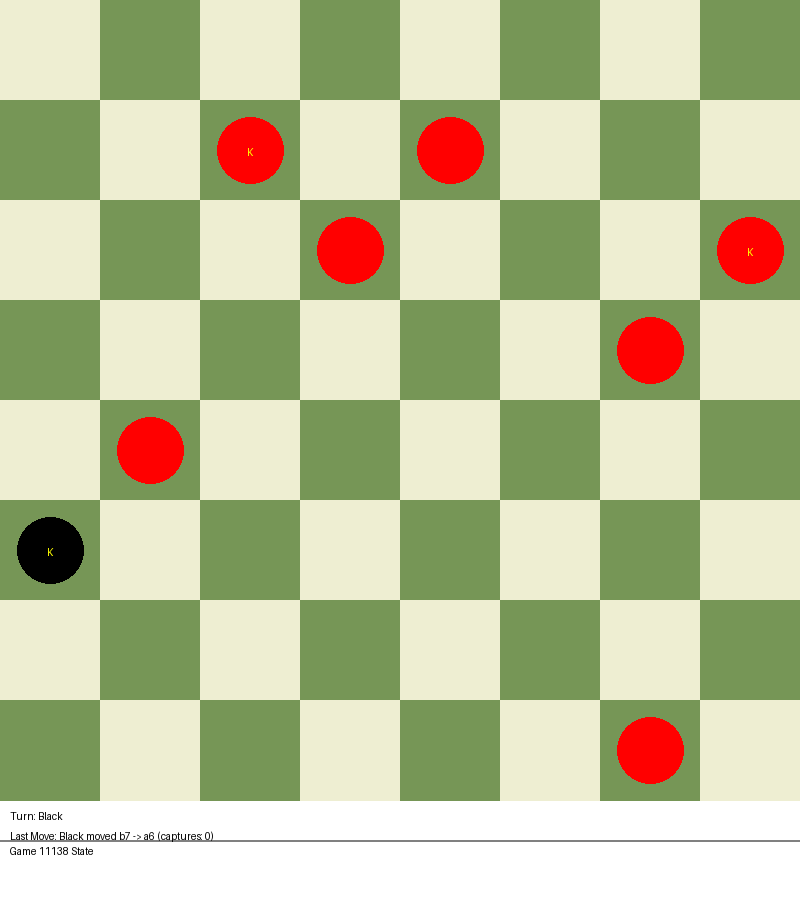 K
K
K
Turn: Black
Last Move: Black moved b7 -> a6 (captures: 0)
Game 11138 State